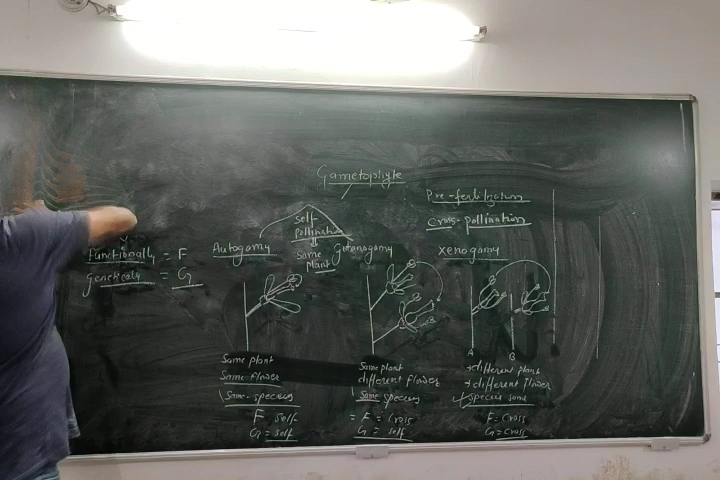 Gametophyte
Pre-fertilization
Self-
pollination
cross-pollination
Functionally = F
Autogamy
Same
plant
Geitanogamy
xenogamy
genetically = G
A B
Same plant
Same flower
Same-species
F self
G = self
Same plant
different flower
Same species
= F = Cross
G = self
* different plant
* different flower
✓ species same
F = cross
G = cross